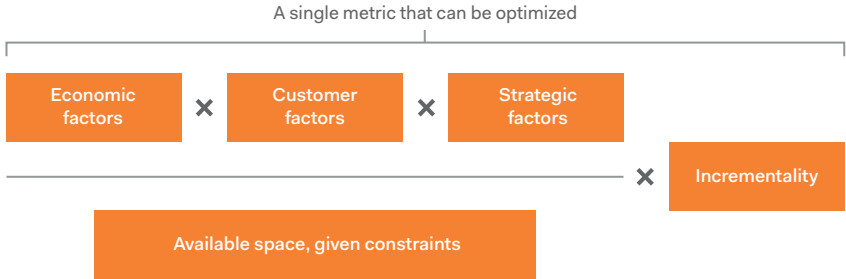 A single metric that can be optimized
Economic
factors
×
Customer
factors
×
Strategic
factors
×
Incrementality
Available space, given constraints